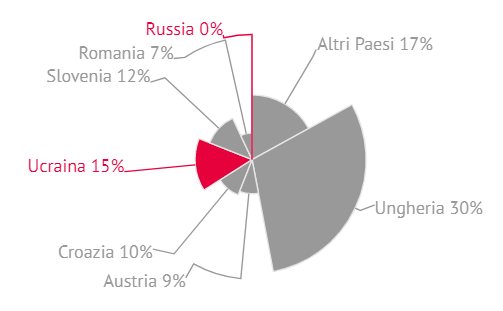 Russia 0%
Altri Paesi 17%
Romania 7%
Slovenia 12%
Ucraina 15%
Ungheria 30%
Croazia 10%
Austria 9%